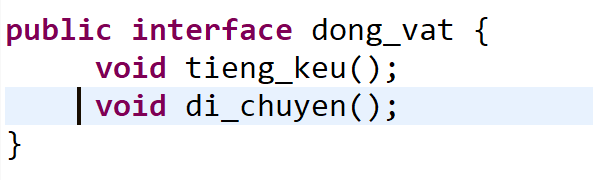 public interface dong_vat {
void tieng_keu();
void di_chuyen();
}